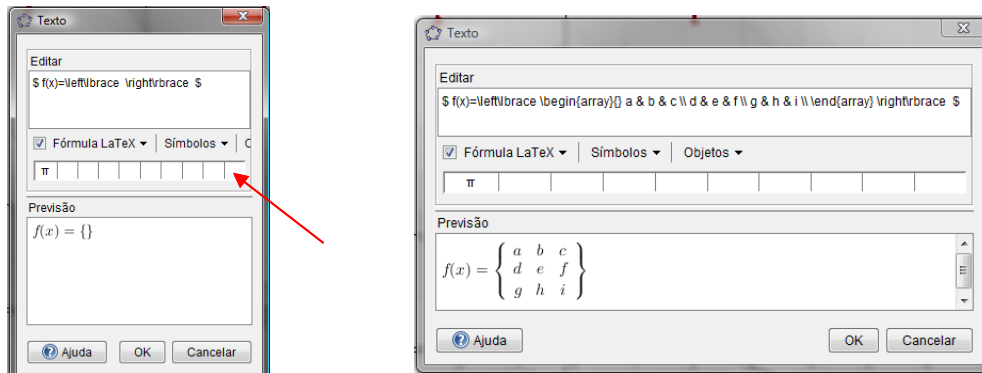 Texto
Editar
$ f(x)=\left\lbrace \right\rbrace $
Fórmula LaTeX Símbolos C
π
Previsão
f(x) = {}
Ajuda OK Cancelar
Texto
Editar
$ f(x)=\left\lbrace \begin{array}{} a & b & c \\ d & e & f \\ g & h & i \\ \end{array} \right\rbrace $
Fórmula LaTeX Símbolos Objetos
π
Previsão
a b c
f(x) = { d e f }
g h i
Ajuda OK Cancelar